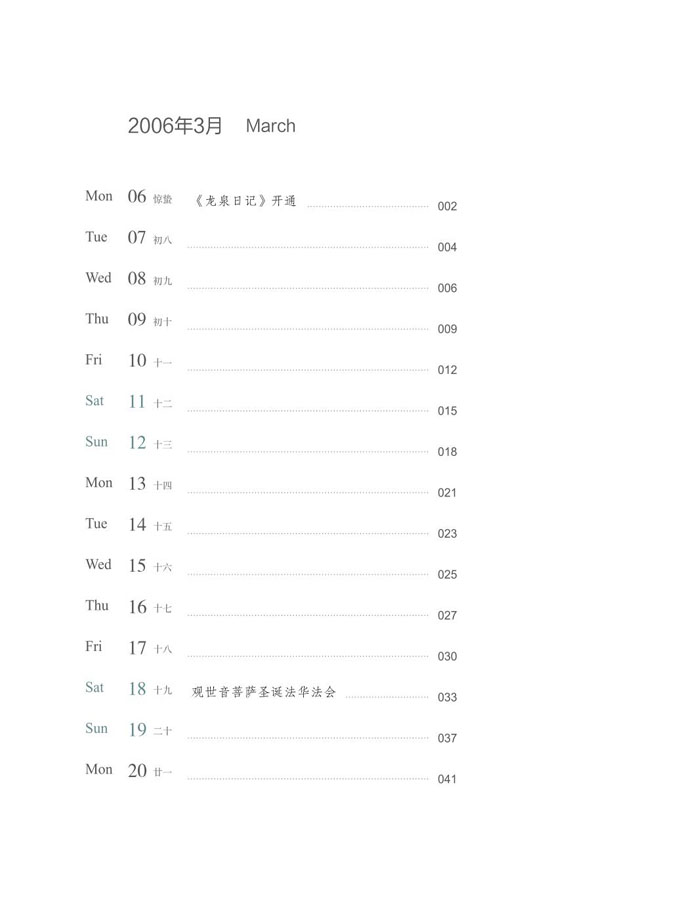 2006年3月 March
Mon 06 惊蛰 《龙泉日记》开通 002
Tue 07 初八 004
Wed 08 初九 006
Thu 09 初十 009
Fri 10 十一 012
Sat 11 十二 015
Sun 12 十三 018
Mon 13 十四 021
Tue 14 十五 023
Wed 15 十六 025
Thu 16 十七 027
Fri 17 十八 030
Sat 18 十九 观世音菩萨圣诞法华法会 033
Sun 19 二十 037
Mon 20 廿一 041